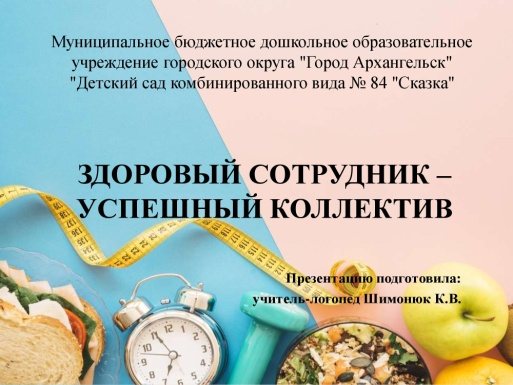 Муниципальное бюджетное дошкольное образовательное
учреждение городского округа "Город Архангельск"
"Детский сад комбинированного вида № 84 "Сказка"
ЗДОРОВЫЙ СОТРУДНИК –
УСПЕШНЫЙ КОЛЛЕКТИВ
Презентацию подготовила:
учитель-логопед Шимонюк К.В.